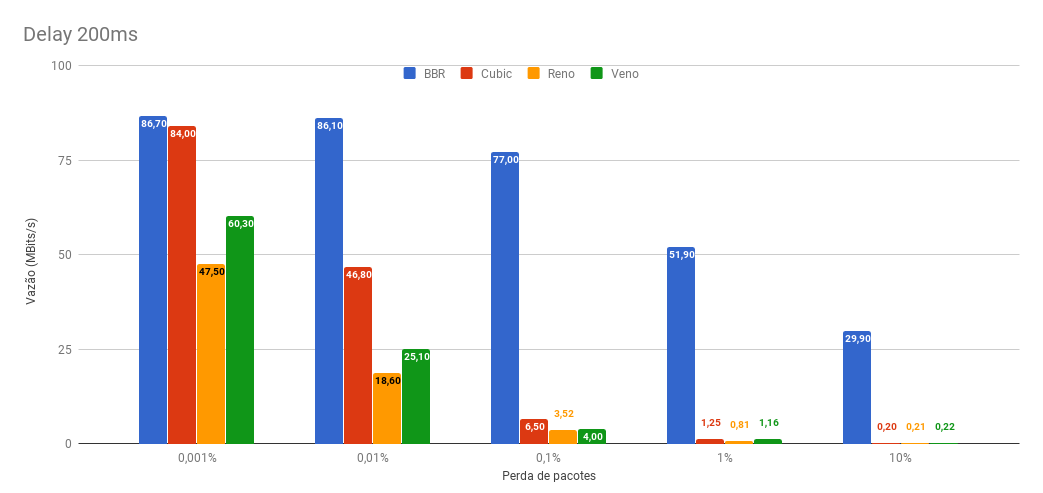 Delay 200ms
BBR Cubic Reno Veno
100
75
50
25
0
Vazão (MBits/s)
86,70 84,00 47,50 60,30
86,10 46,80 18,60 25,10
77,00 6,50 3,52 4,00
51,90 1,25 0,81 1,16
29,90 0,20 0,21 0,22
0,001% 0,01% 0,1% 1% 10%
Perda de pacotes